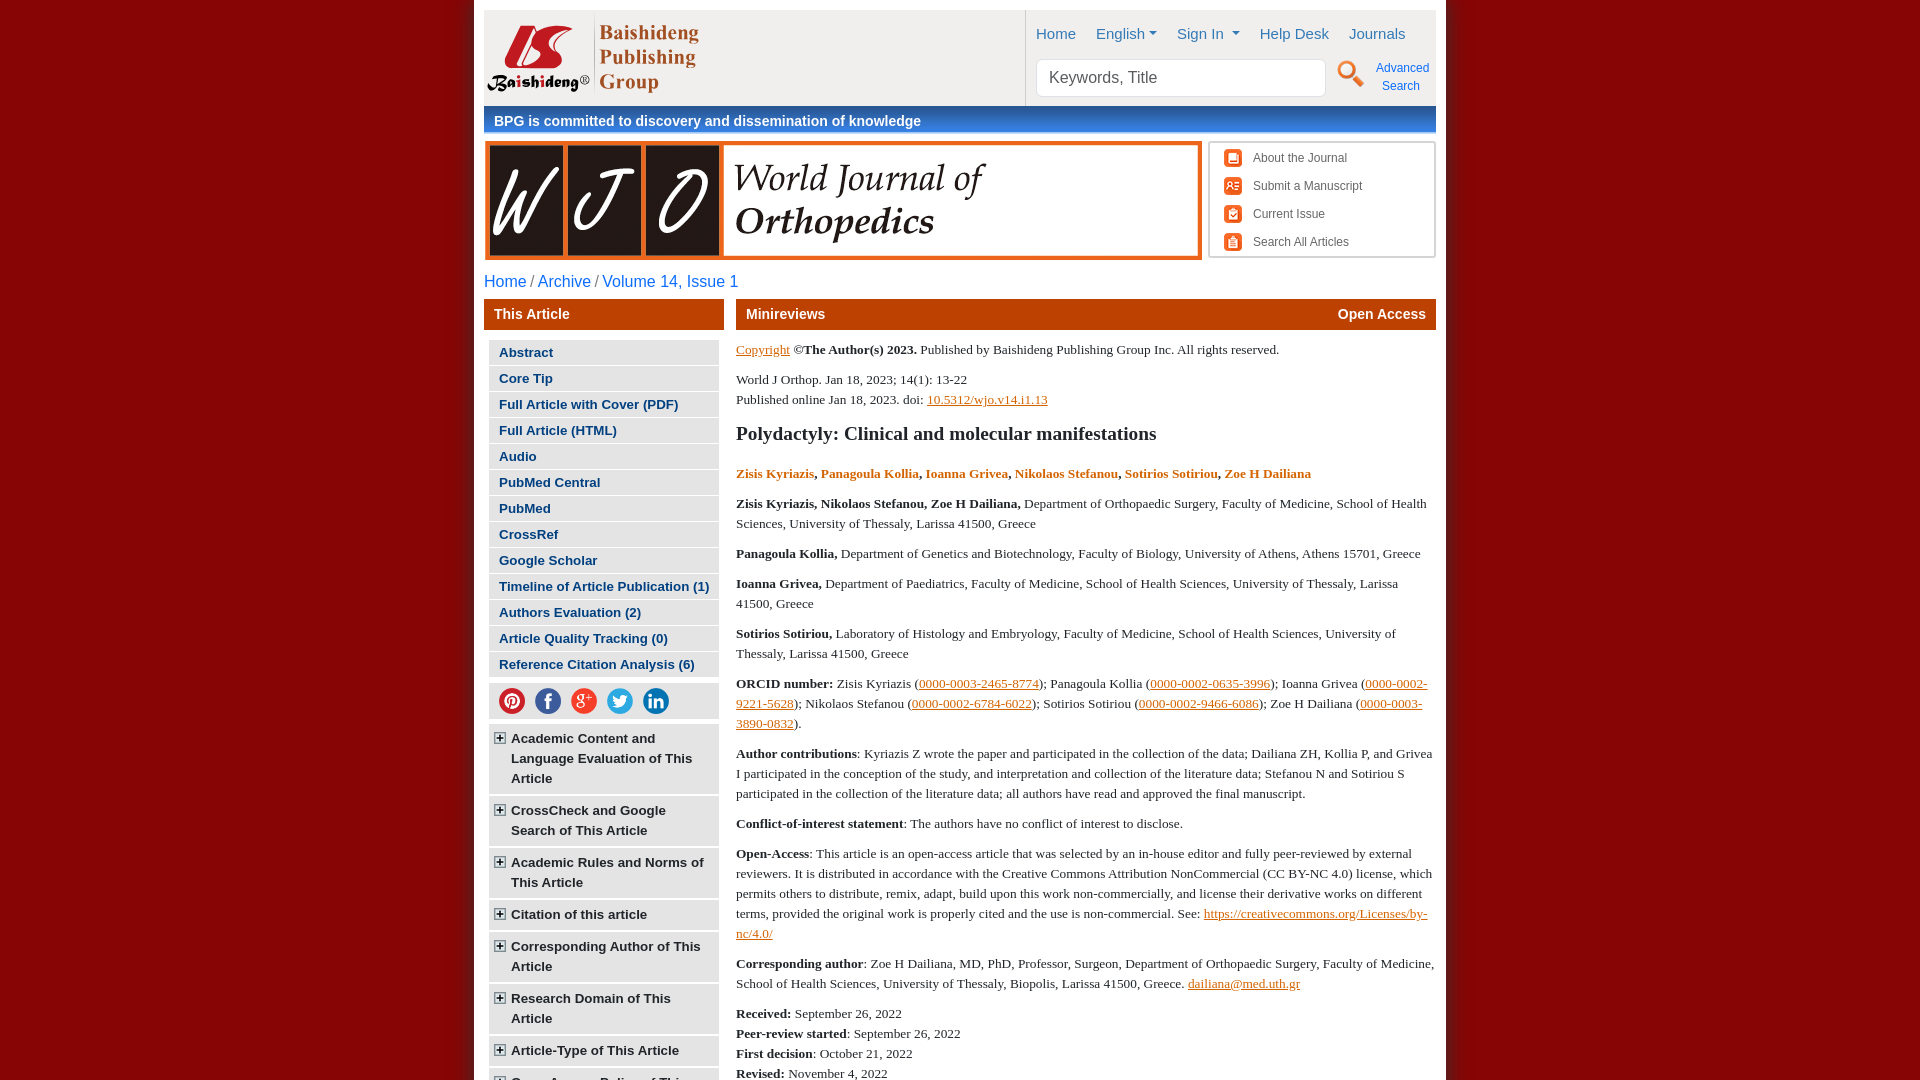 Baishideng®
Baishideng
Publishing
Group
Home
English
Sign In
Help Desk
Journals
Keywords, Title
Advanced
Search
BPG is committed to discovery and dissemination of knowledge
W J O
World Journal of
Orthopedics
About the Journal
Submit a Manuscript
Current Issue
Search All Articles
Home / Archive / Volume 14, Issue 1
This Article
Abstract
Core Tip
Full Article with Cover (PDF)
Full Article (HTML)
Audio
PubMed Central
PubMed
CrossRef
Google Scholar
Timeline of Article Publication (1)
Authors Evaluation (2)
Article Quality Tracking (0)
Reference Citation Analysis (6)
Academic Content and
Language Evaluation of This
Article
CrossCheck and Google
Search of This Article
Academic Rules and Norms of
This Article
Citation of this article
Corresponding Author of This
Article
Research Domain of This
Article
Article-Type of This Article
Minireviews
Open Access
Copyright ©The Author(s) 2023. Published by Baishideng Publishing Group Inc. All rights reserved.
World J Orthop. Jan 18, 2023; 14(1): 13-22
Published online Jan 18, 2023. doi: 10.5312/wjo.v14.i1.13
Polydactyly: Clinical and molecular manifestations
Zisis Kyriazis, Panagoula Kollia, Ioanna Grivea, Nikolaos Stefanou, Sotirios Sotiriou, Zoe H Dailiana
Zisis Kyriazis, Nikolaos Stefanou, Zoe H Dailiana, Department of Orthopaedic Surgery, Faculty of Medicine, School of Health
Sciences, University of Thessaly, Larissa 41500, Greece
Panagoula Kollia, Department of Genetics and Biotechnology, Faculty of Biology, University of Athens, Athens 15701, Greece
Ioanna Grivea, Department of Paediatrics, Faculty of Medicine, School of Health Sciences, University of Thessaly, Larissa
41500, Greece
Sotirios Sotiriou, Laboratory of Histology and Embryology, Faculty of Medicine, School of Health Sciences, University of
Thessaly, Larissa 41500, Greece
ORCID number: Zisis Kyriazis (0000-0003-2465-8774); Panagoula Kollia (0000-0002-0635-3996); Ioanna Grivea (0000-0002-
9221-5628); Nikolaos Stefanou (0000-0002-6784-6022); Sotirios Sotiriou (0000-0002-9466-6086); Zoe H Dailiana (0000-0003-
3890-0832).
Author contributions: Kyriazis Z wrote the paper and participated in the collection of the data; Dailiana ZH, Kollia P, and Grivea
I participated in the conception of the study, and interpretation and collection of the literature data; Stefanou N and Sotiriou S
participated in the collection of the literature data; all authors have read and approved the final manuscript.
Conflict-of-interest statement: The authors have no conflict of interest to disclose.
Open-Access: This article is an open-access article that was selected by an in-house editor and fully peer-reviewed by external
reviewers. It is distributed in accordance with the Creative Commons Attribution NonCommercial (CC BY-NC 4.0) license, which
permits others to distribute, remix, adapt, build upon this work non-commercially, and license their derivative works on different
terms, provided the original work is properly cited and the use is non-commercial. See: https://creativecommons.org/Licenses/by-
nc/4.0/
Corresponding author: Zoe H Dailiana, MD, PhD, Professor, Surgeon, Department of Orthopaedic Surgery, Faculty of Medicine,
School of Health Sciences, University of Thessaly, Biopolis, Larissa 41500, Greece. dailiana@med.uth.gr
Received: September 26, 2022
Peer-review started: September 26, 2022
First decision: October 21, 2022
Revised: November 4, 2022